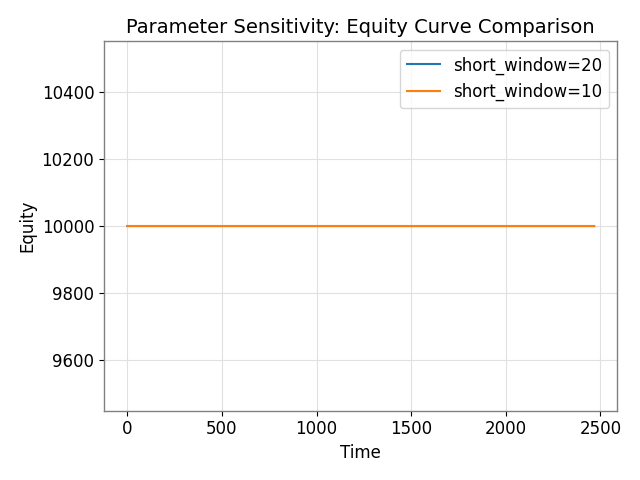 Parameter Sensitivity: Equity Curve Comparison
short_window=20
short_window=10
10400
10200
10000
9800
9600
Equity
0 500 1000 1500 2000 2500
Time